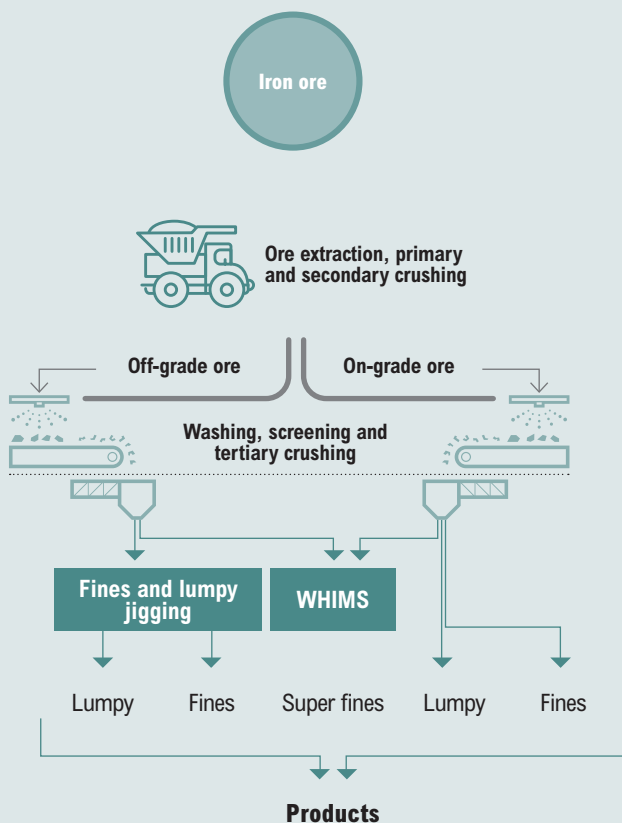 Iron ore
Ore extraction, primary
and secondary crushing
Off-grade ore
On-grade ore
Washing, screening and
tertiary crushing
Fines and lumpy
jigging
WHIMS
Lumpy
Fines
Super fines
Lumpy
Fines
Products